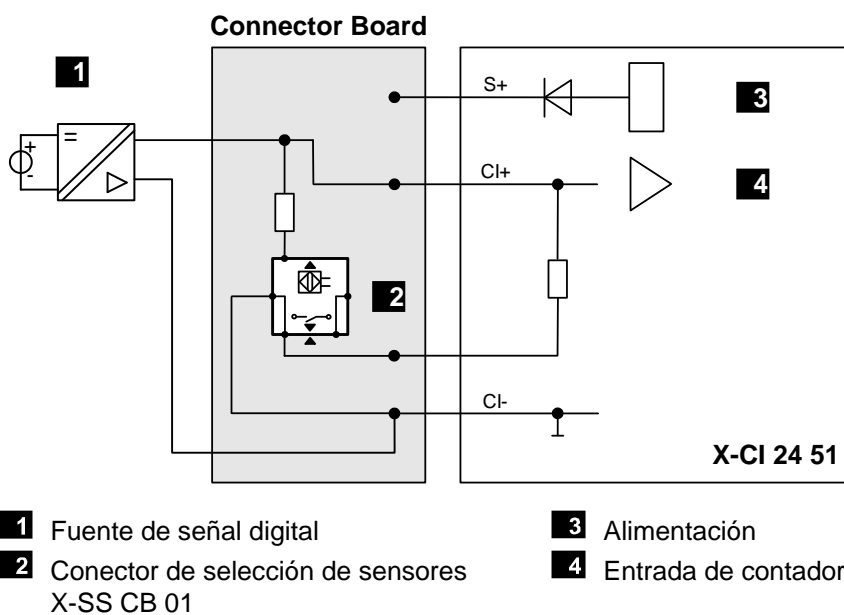 Connector Board
1
S+
3
=
+
-
CI+
4
2
CI-
X-CI 24 51
1 Fuente de señal digital
2 Conector de selección de sensores
X-SS CB 01
3 Alimentación
4 Entrada de contador